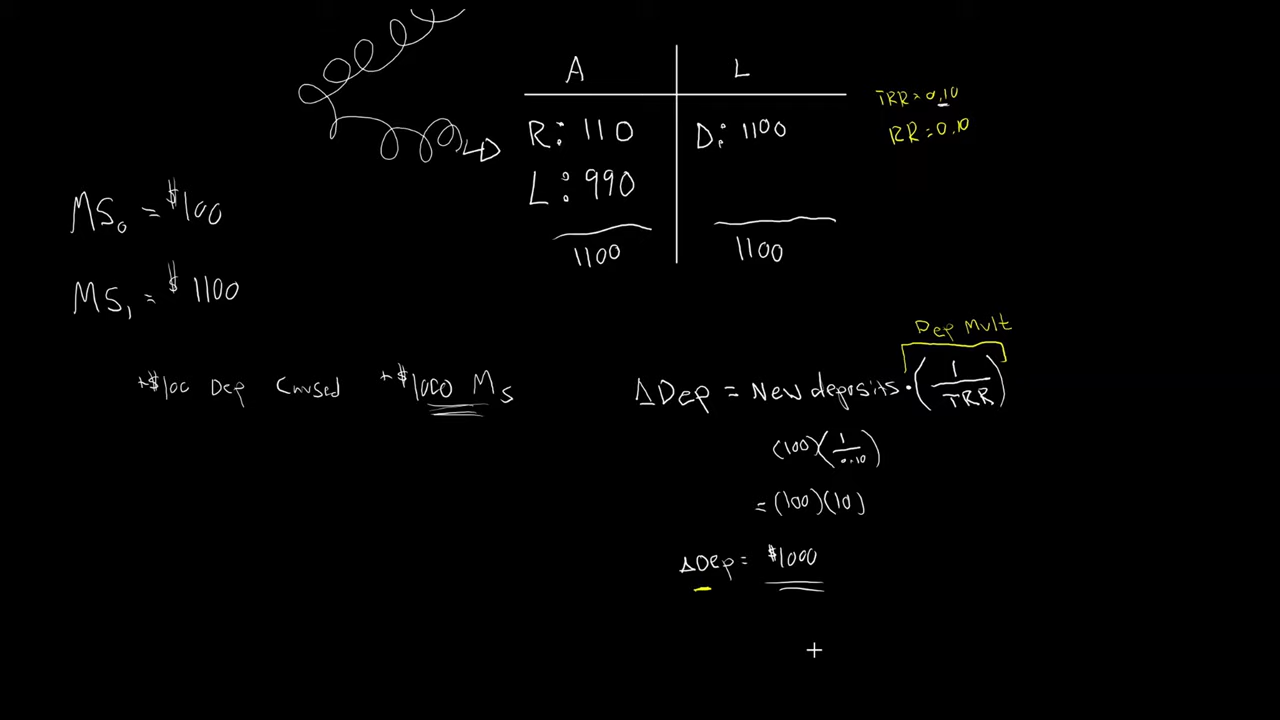 A L
TRR = 0.10
R: 110 D: 1100
RR = 0.10
L: 990
MS₀ = $100
1100 1100
MS₁ = $1100
Dep Mult
+$100 Dep Caused +$1000 Ms
ΔDep = New deposits · (1/TRR)
(100)(1/0.10)
= (100)(10)
ΔDep = $1000